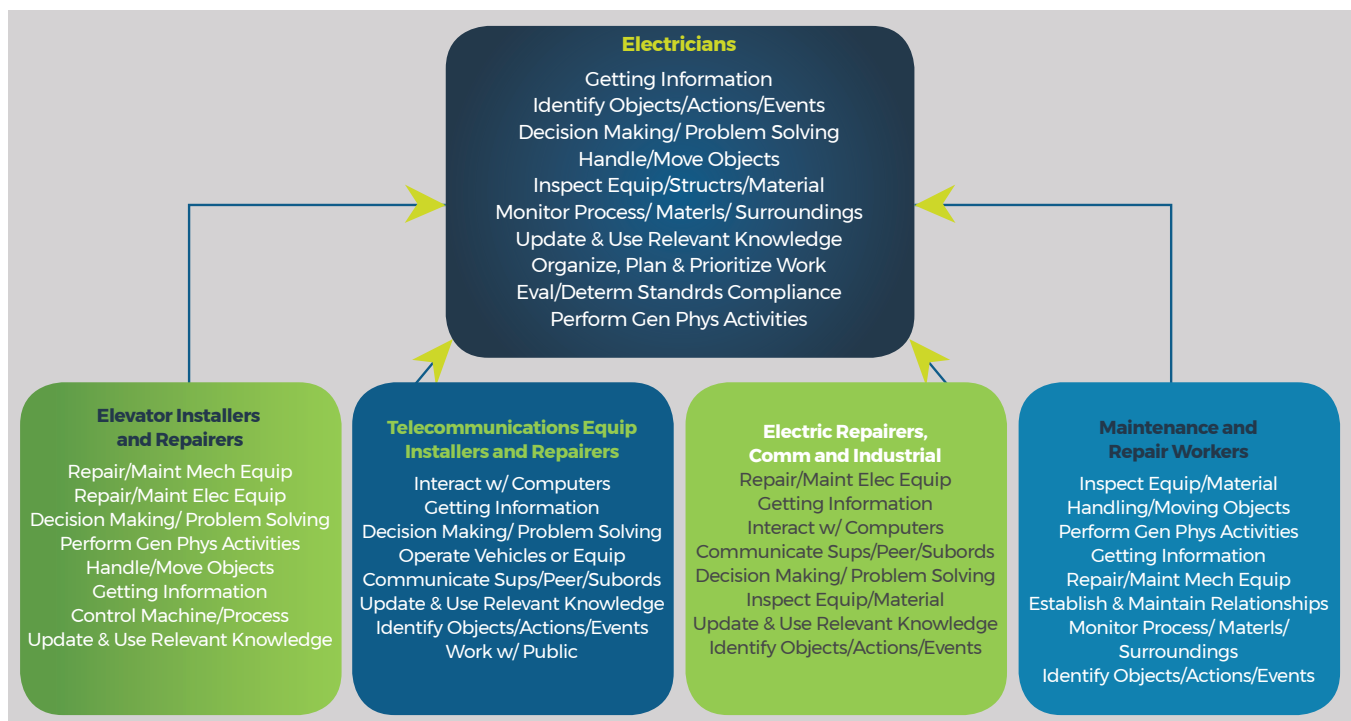 Electricians
Getting Information
Identify Objects/Actions/Events
Decision Making/ Problem Solving
Handle/Move Objects
Inspect Equip/Structrs/Material
Monitor Process/ Materls/ Surroundings
Update & Use Relevant Knowledge
Organize, Plan & Prioritize Work
Eval/Determ Standrds Compliance
Perform Gen Phys Activities
Elevator Installers
and Repairers
Repair/Maint Mech Equip
Repair/Maint Elec Equip
Decision Making/ Problem Solving
Perform Gen Phys Activities
Handle/Move Objects
Getting Information
Control Machine/Process
Update & Use Relevant Knowledge
Telecommunications Equip
Installers and Repairers
Interact w/ Computers
Getting Information
Decision Making/ Problem Solving
Operate Vehicles or Equip
Communicate Sups/Peer/Subords
Update & Use Relevant Knowledge
Identify Objects/Actions/Events
Work w/ Public
Electric Repairers,
Comm and Industrial
Repair/Maint Elec Equip
Getting Information
Interact w/ Computers
Communicate Sups/Peer/Subords
Decision Making/ Problem Solving
Inspect Equip/Material
Update & Use Relevant Knowledge
Identify Objects/Actions/Events
Maintenance and
Repair Workers
Inspect Equip/Material
Handling/Moving Objects
Perform Gen Phys Activities
Getting Information
Repair/Maint Mech Equip
Establish & Maintain Relationships
Monitor Process/ Materls/
Surroundings
Identify Objects/Actions/Events